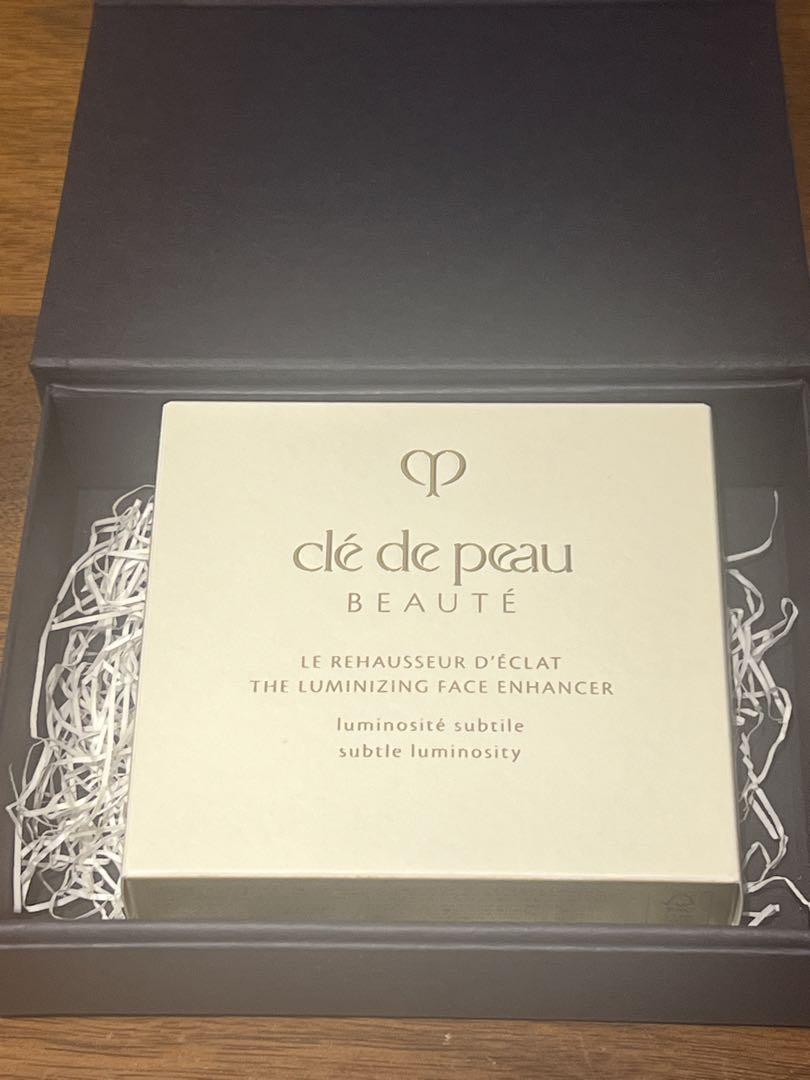 clé de peau
BEAUTÉ
LE REHAUSSEUR D'ÉCLAT
THE LUMINIZING FACE ENHANCER
luminosité subtile
subtle luminosity